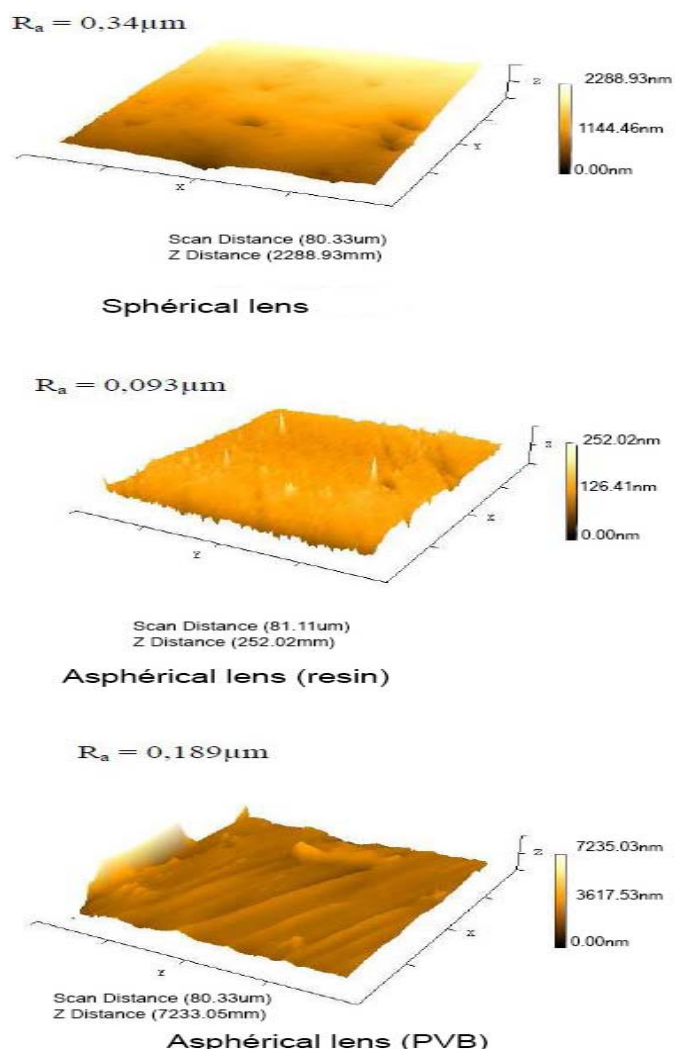 Ra = 0,34µm
Z
2288.93nm
1144.46nm
0.00nm
Y
X
Scan Distance (80.33um)
Z Distance (2288.93mm)
Sphérical lens
Ra = 0,093µm
Z
252.02nm
126.41nm
0.00nm
X
Y
Scan Distance (81.11um)
Z Distance (252.02mm)
Asphérical lens (resin)
Ra = 0,189µm
Z
7235.03nm
3617.53nm
0.00nm
X
Y
Scan Distance (80.33um)
Z Distance (7233.05mm)
Asphérical lens (PVB)